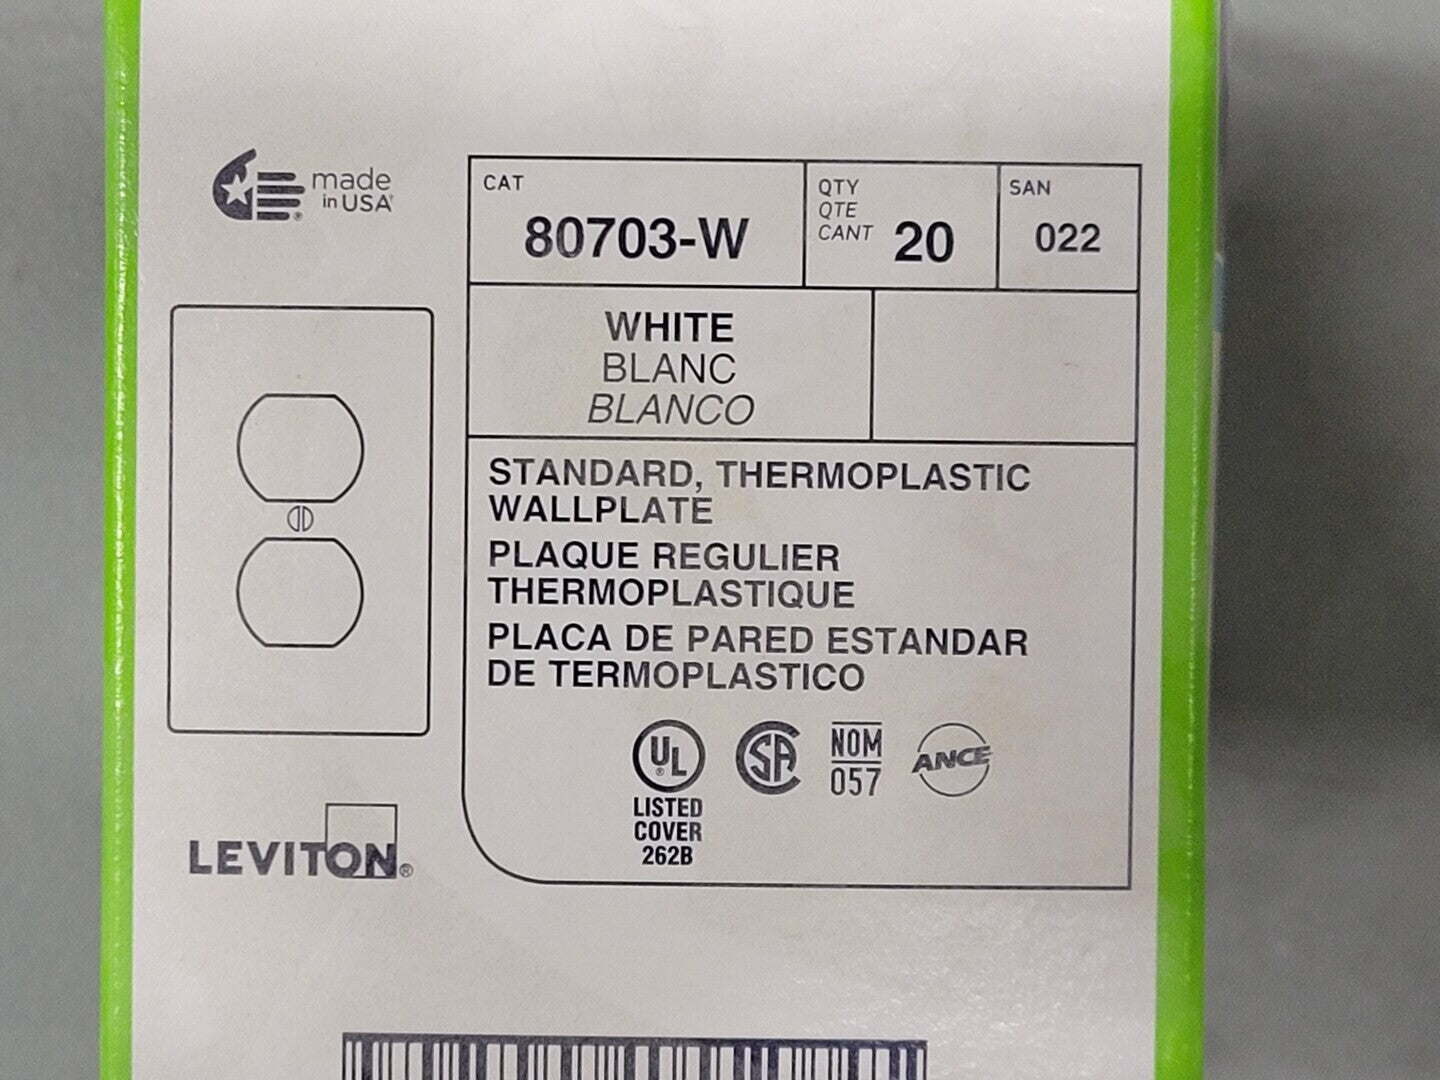 made
in USA
CAT
80703-W
QTY
QTE
CANT
20
SAN
022
WHITE
BLANC
BLANCO
STANDARD, THERMOPLASTIC
WALLPLATE
PLAQUE REGULIER
THERMOPLASTIQUE
PLACA DE PARED ESTANDAR
DE TERMOPLASTICO
UL®
LISTED
COVER
262B
SA
NOM
057
ANCE
LEVITON®